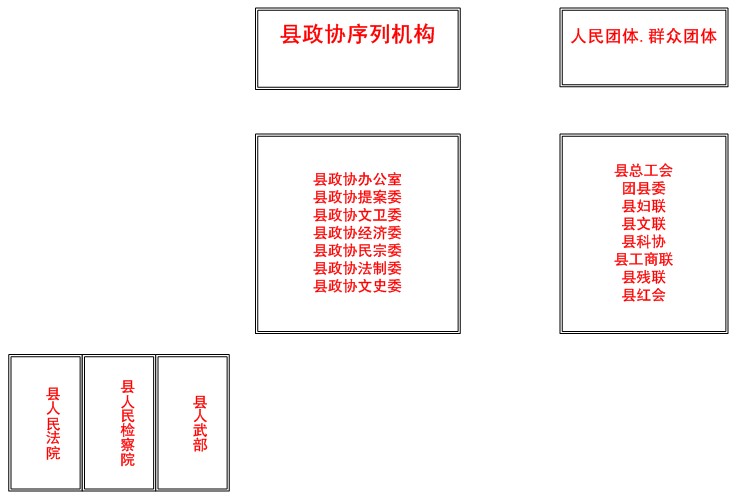 县政协序列机构
人民团体.群众团体
县政协办公室
县政协提案委
县政协文卫委
县政协经济委
县政协民宗委
县政协法制委
县政协文史委
县总工会
团县委
县妇联
县文联
县科协
县工商联
县残联
县红会
县人民法院
县人民检察院
县人武部